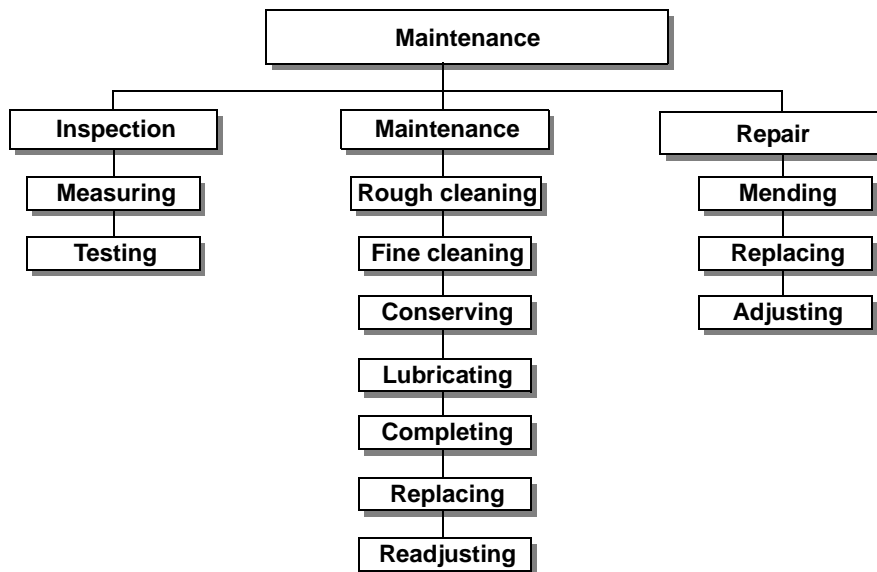 Maintenance
Inspection
Measuring
Testing
Maintenance
Rough cleaning
Fine cleaning
Conserving
Lubricating
Completing
Replacing
Readjusting
Repair
Mending
Replacing
Adjusting